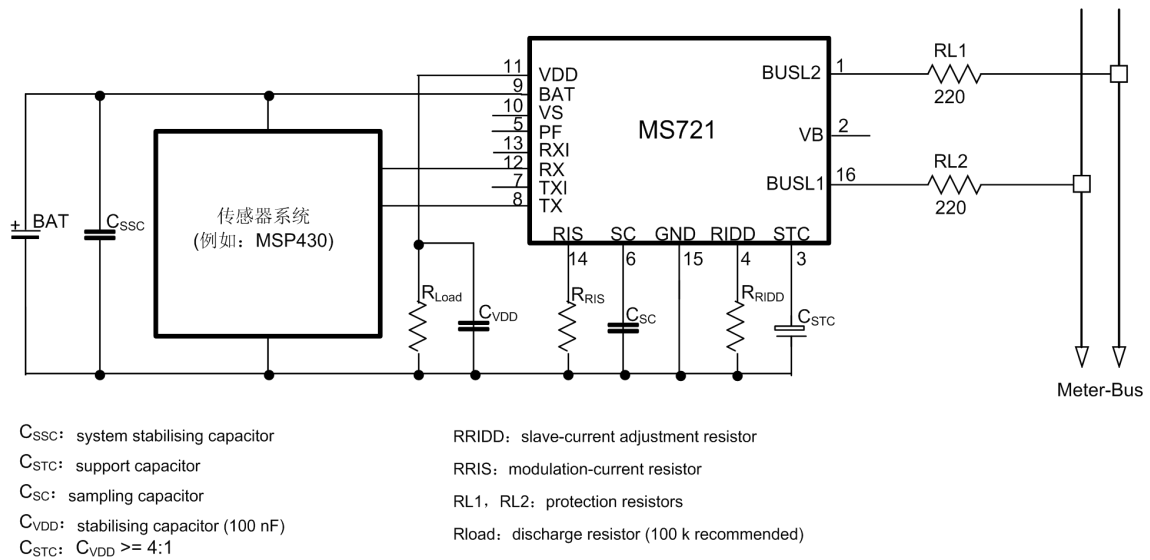 RL1
11
VDD
BUSL2
1
9
BAT
220
10
VS
MS721
5
PF
VB
2
13
RXI
RL2
12
RX
7
TXI
BUSL1
16
8
TX
220
+ BAT
CSSC
传感器系统
(例如：MSP430)
RIS
SC
GND
RIDD
STC
14
6
15
4
3
RLoad
CVDD
RRIS
CSC
RRIDD
CSTC
Meter-Bus
CSSC：system stabilising capacitor
CSTC：support capacitor
CSC：sampling capacitor
CVDD：stabilising capacitor (100 nF)
CSTC：CVDD >= 4:1
RRIDD：slave-current adjustment resistor
RRIS：modulation-current resistor
RL1，RL2：protection resistors
Rload：discharge resistor (100 k recommended)